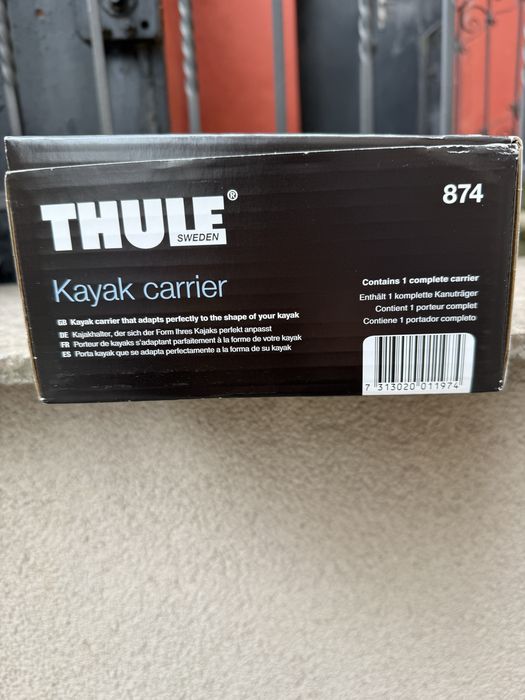 THULE®
SWEDEN
874
Kayak carrier
GB Kayak carrier that adapts perfectly to the shape of your kayak
DE Kajakhalter, der sich der Form Ihres Kajaks perfekt anpasst
FR Porteur de kayaks s'adaptant parfaitement à la forme de votre kayak
ES Porta kayak que se adapta perfectamente a la forma de su kayak
Contains 1 complete carrier
Enthält 1 komplette Kanuträger
Contient 1 porteur complet
Contiene 1 portador completo
7 313020 011974